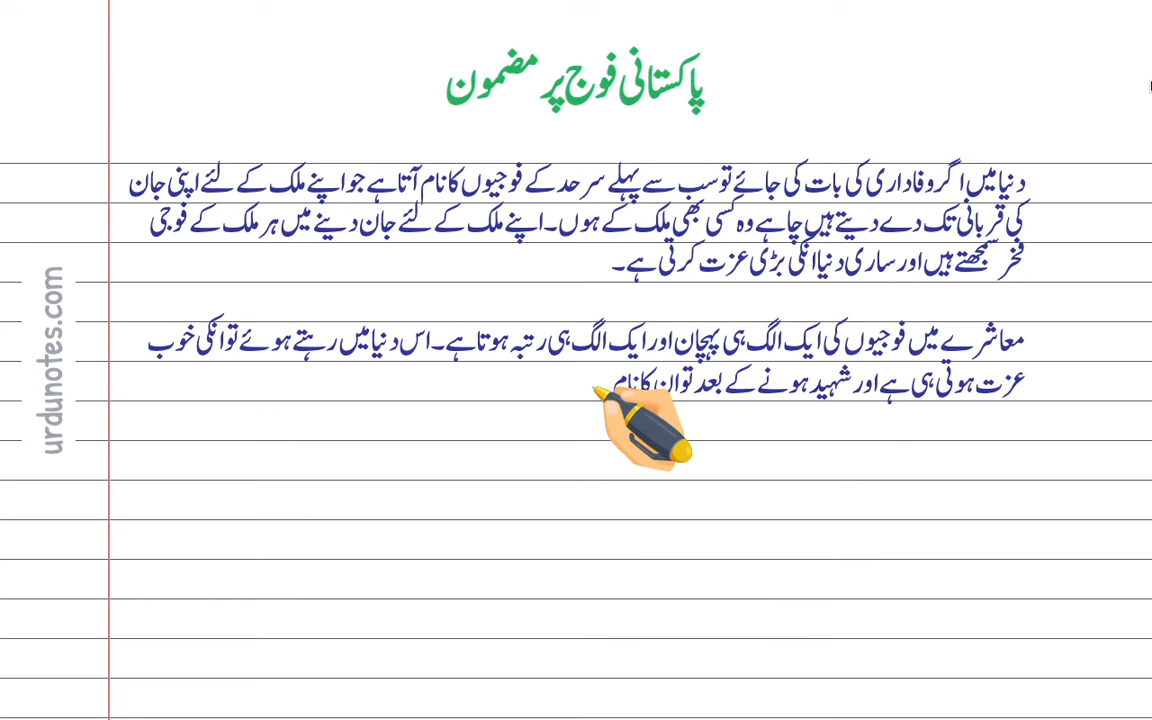 پاکستانی فوج پر مضمون
دنیا میں اگر وفاداری کی بات کی جائے تو سب سے پہلے سرحد کے فوجیوں کا نام آتا ہے جو اپنے ملک کے لئے اپنی جان
کی قربانی تک دے دیتے ہیں چاہے وہ کسی بھی ملک کے ہوں۔ اپنے ملک کے لئے جان دینے میں ہر ملک کے فوجی
فخر سمجھتے ہیں اور ساری دنیا انکی بڑی عزت کرتی ہے۔
معاشرے میں فوجیوں کی ایک الگ ہی پہچان اور ایک الگ ہی رتبہ ہوتا ہے۔ اس دنیا میں رہتے ہوئے تو انکی خوب
عزت ہوتی ہی ہے اور شہید ہونے کے بعد تو ان کا نام
urdunotes.com